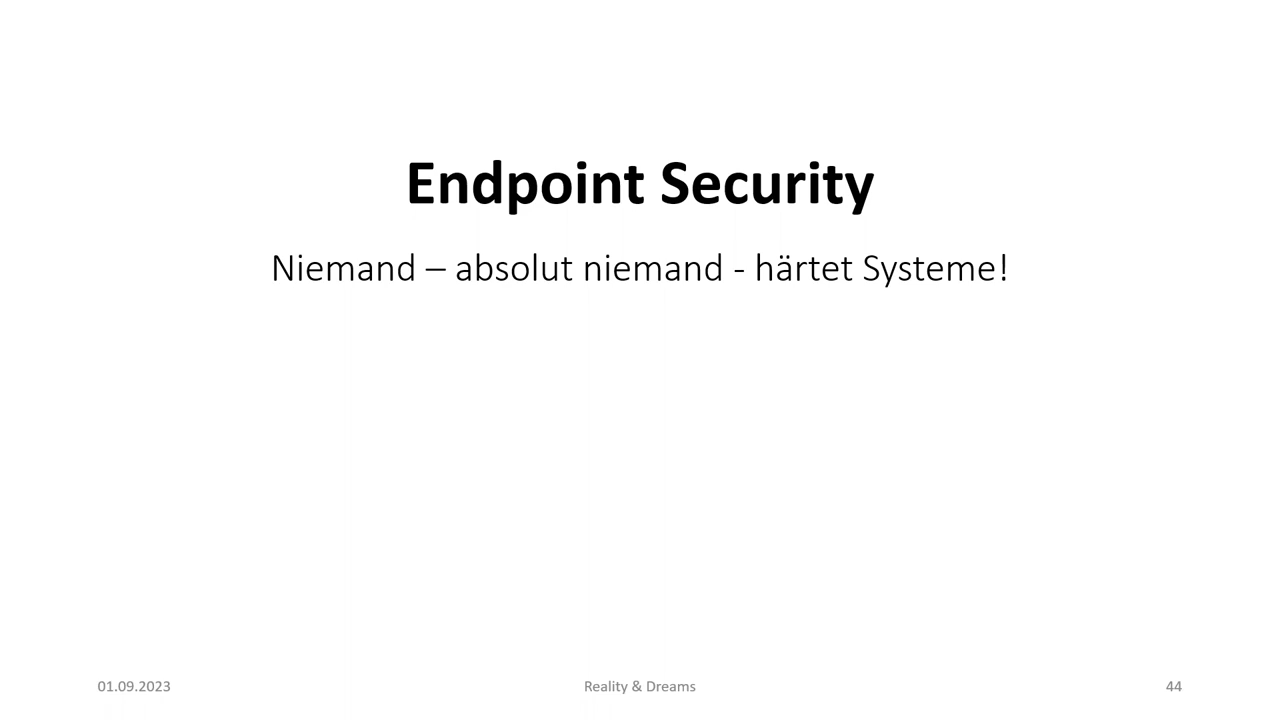 Endpoint Security
Niemand – absolut niemand - härtet Systeme!
01.09.2023
Reality & Dreams
44